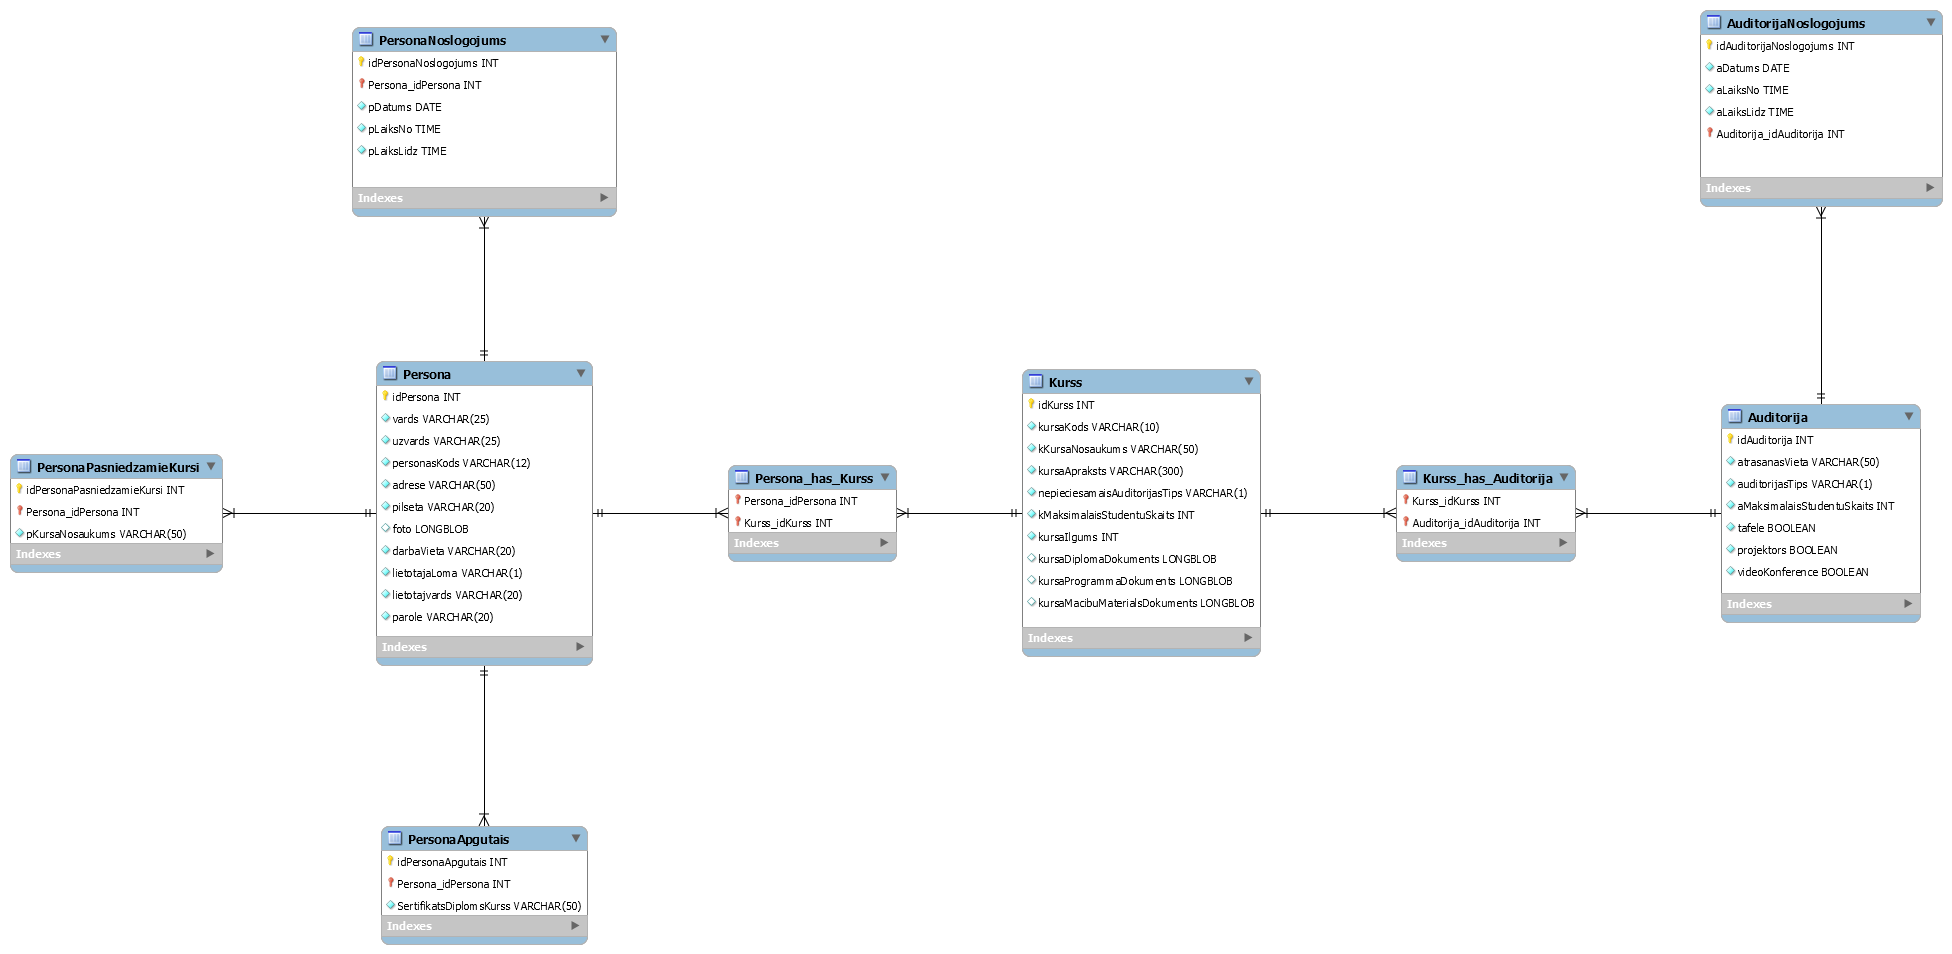 PersonaNoslogojums
idPersonaNoslogojums INT
Persona_idPersona INT
pDatums DATE
pLaiksNo TIME
pLaiksLidz TIME
Indexes
AuditorijaNoslogojums
idAuditorijaNoslogojums INT
aDatums DATE
aLaiksNo TIME
aLaiksLidz TIME
Auditorija_idAuditorija INT
Indexes
PersonaPasniedzamieKursi
idPersonaPasniedzamieKursi INT
Persona_idPersona INT
pKursaNosaukums VARCHAR(50)
Indexes
Persona
idPersona INT
vards VARCHAR(25)
uzvards VARCHAR(25)
personasKods VARCHAR(12)
adrese VARCHAR(50)
pilseta VARCHAR(20)
foto LONGBLOB
darbaVieta VARCHAR(20)
lietotajaLoma VARCHAR(1)
lietotajvards VARCHAR(20)
parole VARCHAR(20)
Indexes
Persona_has_Kurss
Persona_idPersona INT
Kurss_idKurss INT
Indexes
Kurss
idKurss INT
kursaKods VARCHAR(10)
kKursaNosaukums VARCHAR(50)
kursaApraksts VARCHAR(300)
nepieciesamaisAuditorijasTips VARCHAR(1)
kMaksimalaisStudentuSkaits INT
kursaIlgums INT
kursaDiplomaDokuments LONGBLOB
kursaProgrammaDokuments LONGBLOB
kursaMacibuMaterialsDokuments LONGBLOB
Indexes
Kurss_has_Auditorija
Kurss_idKurss INT
Auditorija_idAuditorija INT
Indexes
Auditorija
idAuditorija INT
atrasanasVieta VARCHAR(50)
auditorijasTips VARCHAR(1)
aMaksimalaisStudentuSkaits INT
tafele BOOLEAN
projektors BOOLEAN
videoKonference BOOLEAN
Indexes
PersonaApgutais
idPersonaApgutais INT
Persona_idPersona INT
SertifikatsDiplomsKurss VARCHAR(50)
Indexes